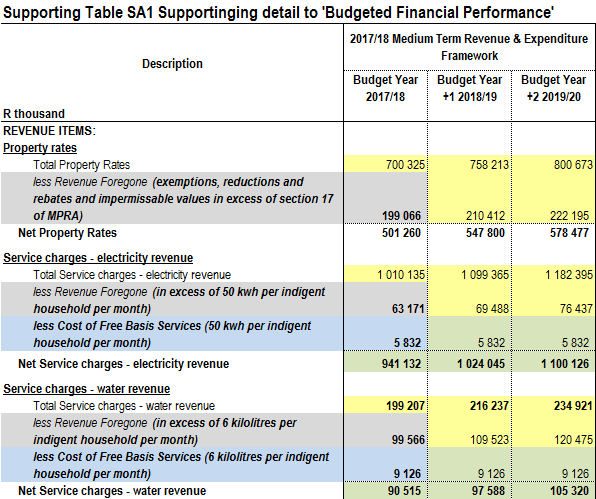 Supporting Table SA1 Supportinging detail to 'Budgeted Financial Performance'
Description 2017/18 Medium Term Revenue & Expenditure
Framework
Budget Year Budget Year Budget Year
2017/18 +1 2018/19 +2 2019/20
R thousand
REVENUE ITEMS:
Property rates
Total Property Rates 700 325 758 213 800 673
less Revenue Foregone (exemptions, reductions and
rebates and impermissable values in excess of section 17
of MPRA) 199 066 210 412 222 195
Net Property Rates 501 260 547 800 578 477
Service charges - electricity revenue
Total Service charges - electricity revenue 1 010 135 1 099 365 1 182 395
less Revenue Foregone (in excess of 50 kwh per indigent
household per month) 63 171 69 488 76 437
less Cost of Free Basis Services (50 kwh per indigent
household per month) 5 832 5 832 5 832
Net Service charges - electricity revenue 941 132 1 024 045 1 100 126
Service charges - water revenue
Total Service charges - water revenue 199 207 216 237 234 921
less Revenue Foregone (in excess of 6 kilolitres per
indigent household per month) 99 566 109 523 120 475
less Cost of Free Basis Services (6 kilolitres per indigent
household per month) 9 126 9 126 9 126
Net Service charges - water revenue 90 515 97 588 105 320